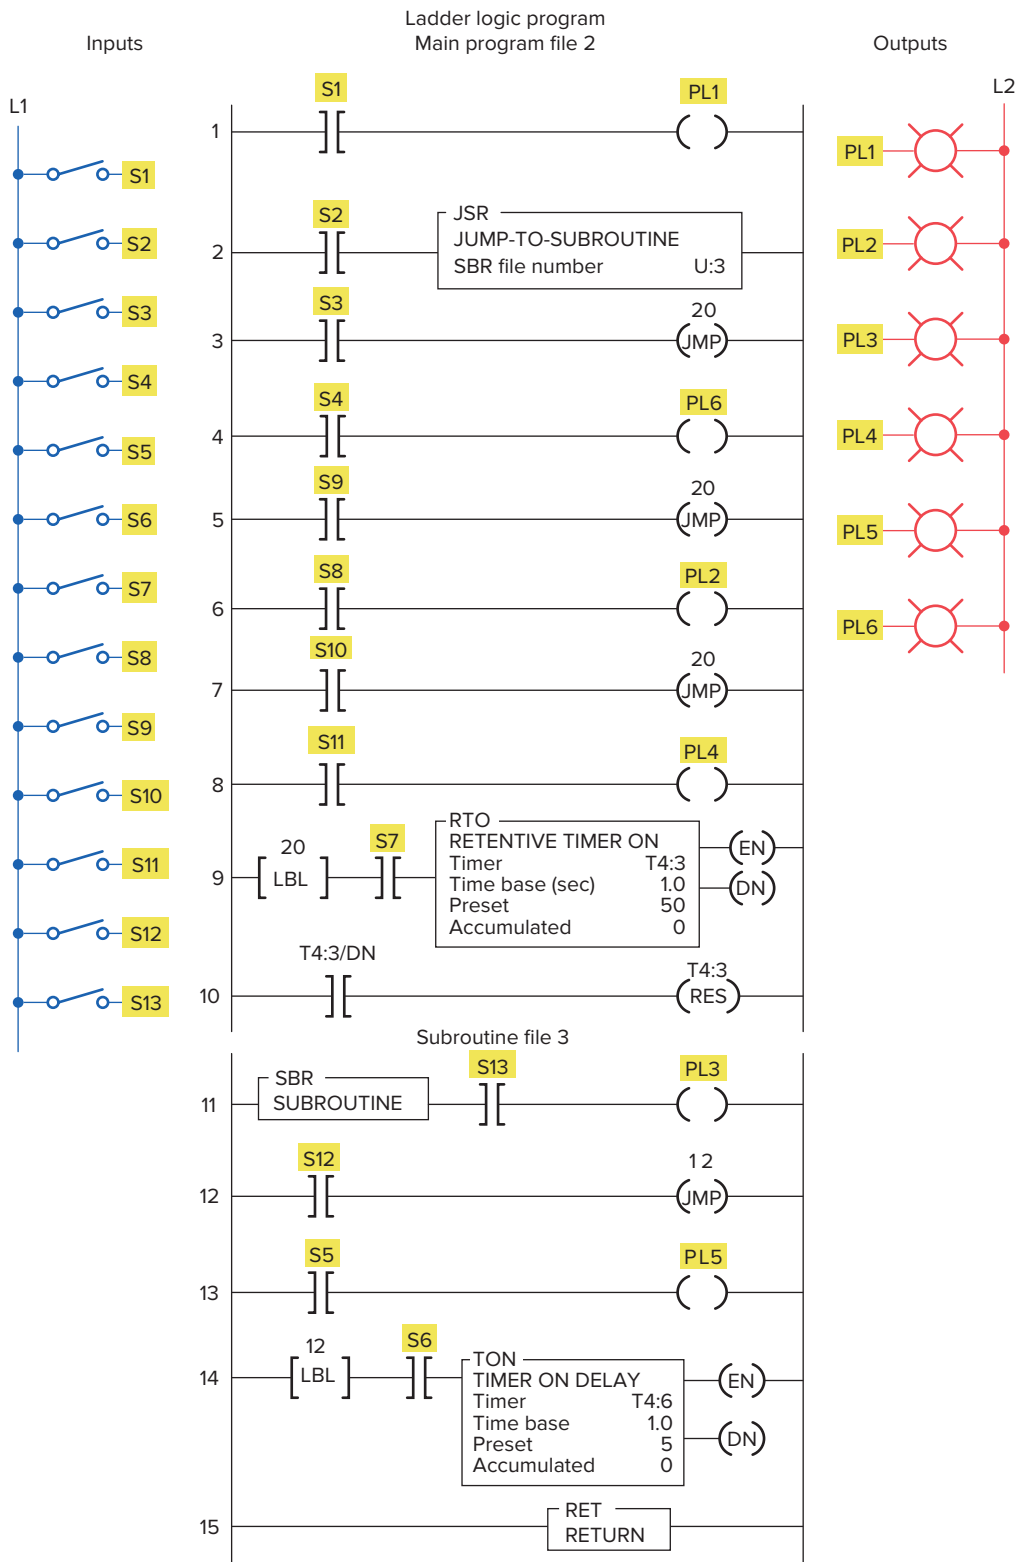 Ladder logic program
Inputs Main program file 2 Outputs
L1 L2
S1
S2
S3
S4
S5
S6
S7
S8
S9
S10
S11
S12
S13
1 S1 PL1
2 S2 JSR
JUMP-TO-SUBROUTINE
SBR file number U:3
3 S3 20
JMP
4 S4 PL6
5 S9 20
JMP
6 S8 PL2
7 S10 20
JMP
8 S11 PL4
9 20
LBL
S7
RTO
RETENTIVE TIMER ON
Timer T4:3
Time base (sec) 1.0
Preset 50
Accumulated 0
EN
DN
10 T4:3/DN T4:3
RES
Subroutine file 3
11 SBR
SUBROUTINE
S13 PL3
12 S12 12
JMP
13 S5 PL5
14 12
LBL
S6
TON
TIMER ON DELAY
Timer T4:6
Time base 1.0
Preset 5
Accumulated 0
EN
DN
15 RET
RETURN
PL1
PL2
PL3
PL4
PL5
PL6